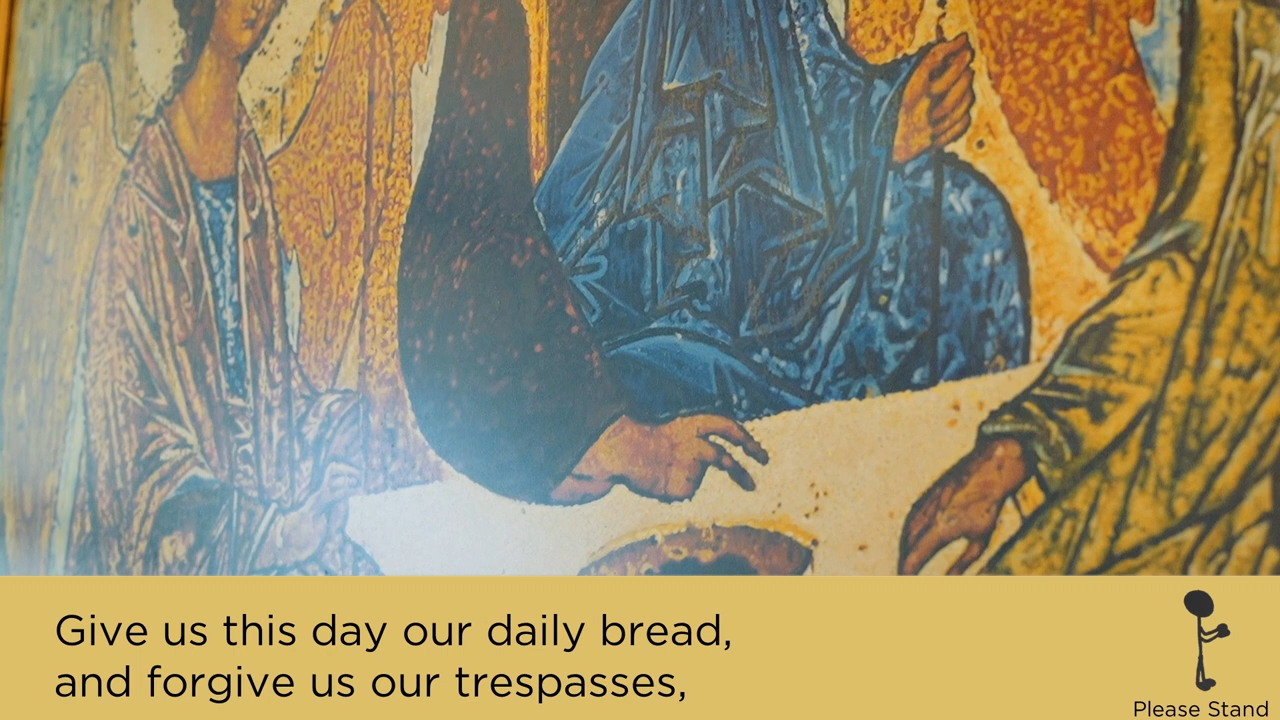 Give us this day our daily bread,
and forgive us our trespasses,
Please Stand